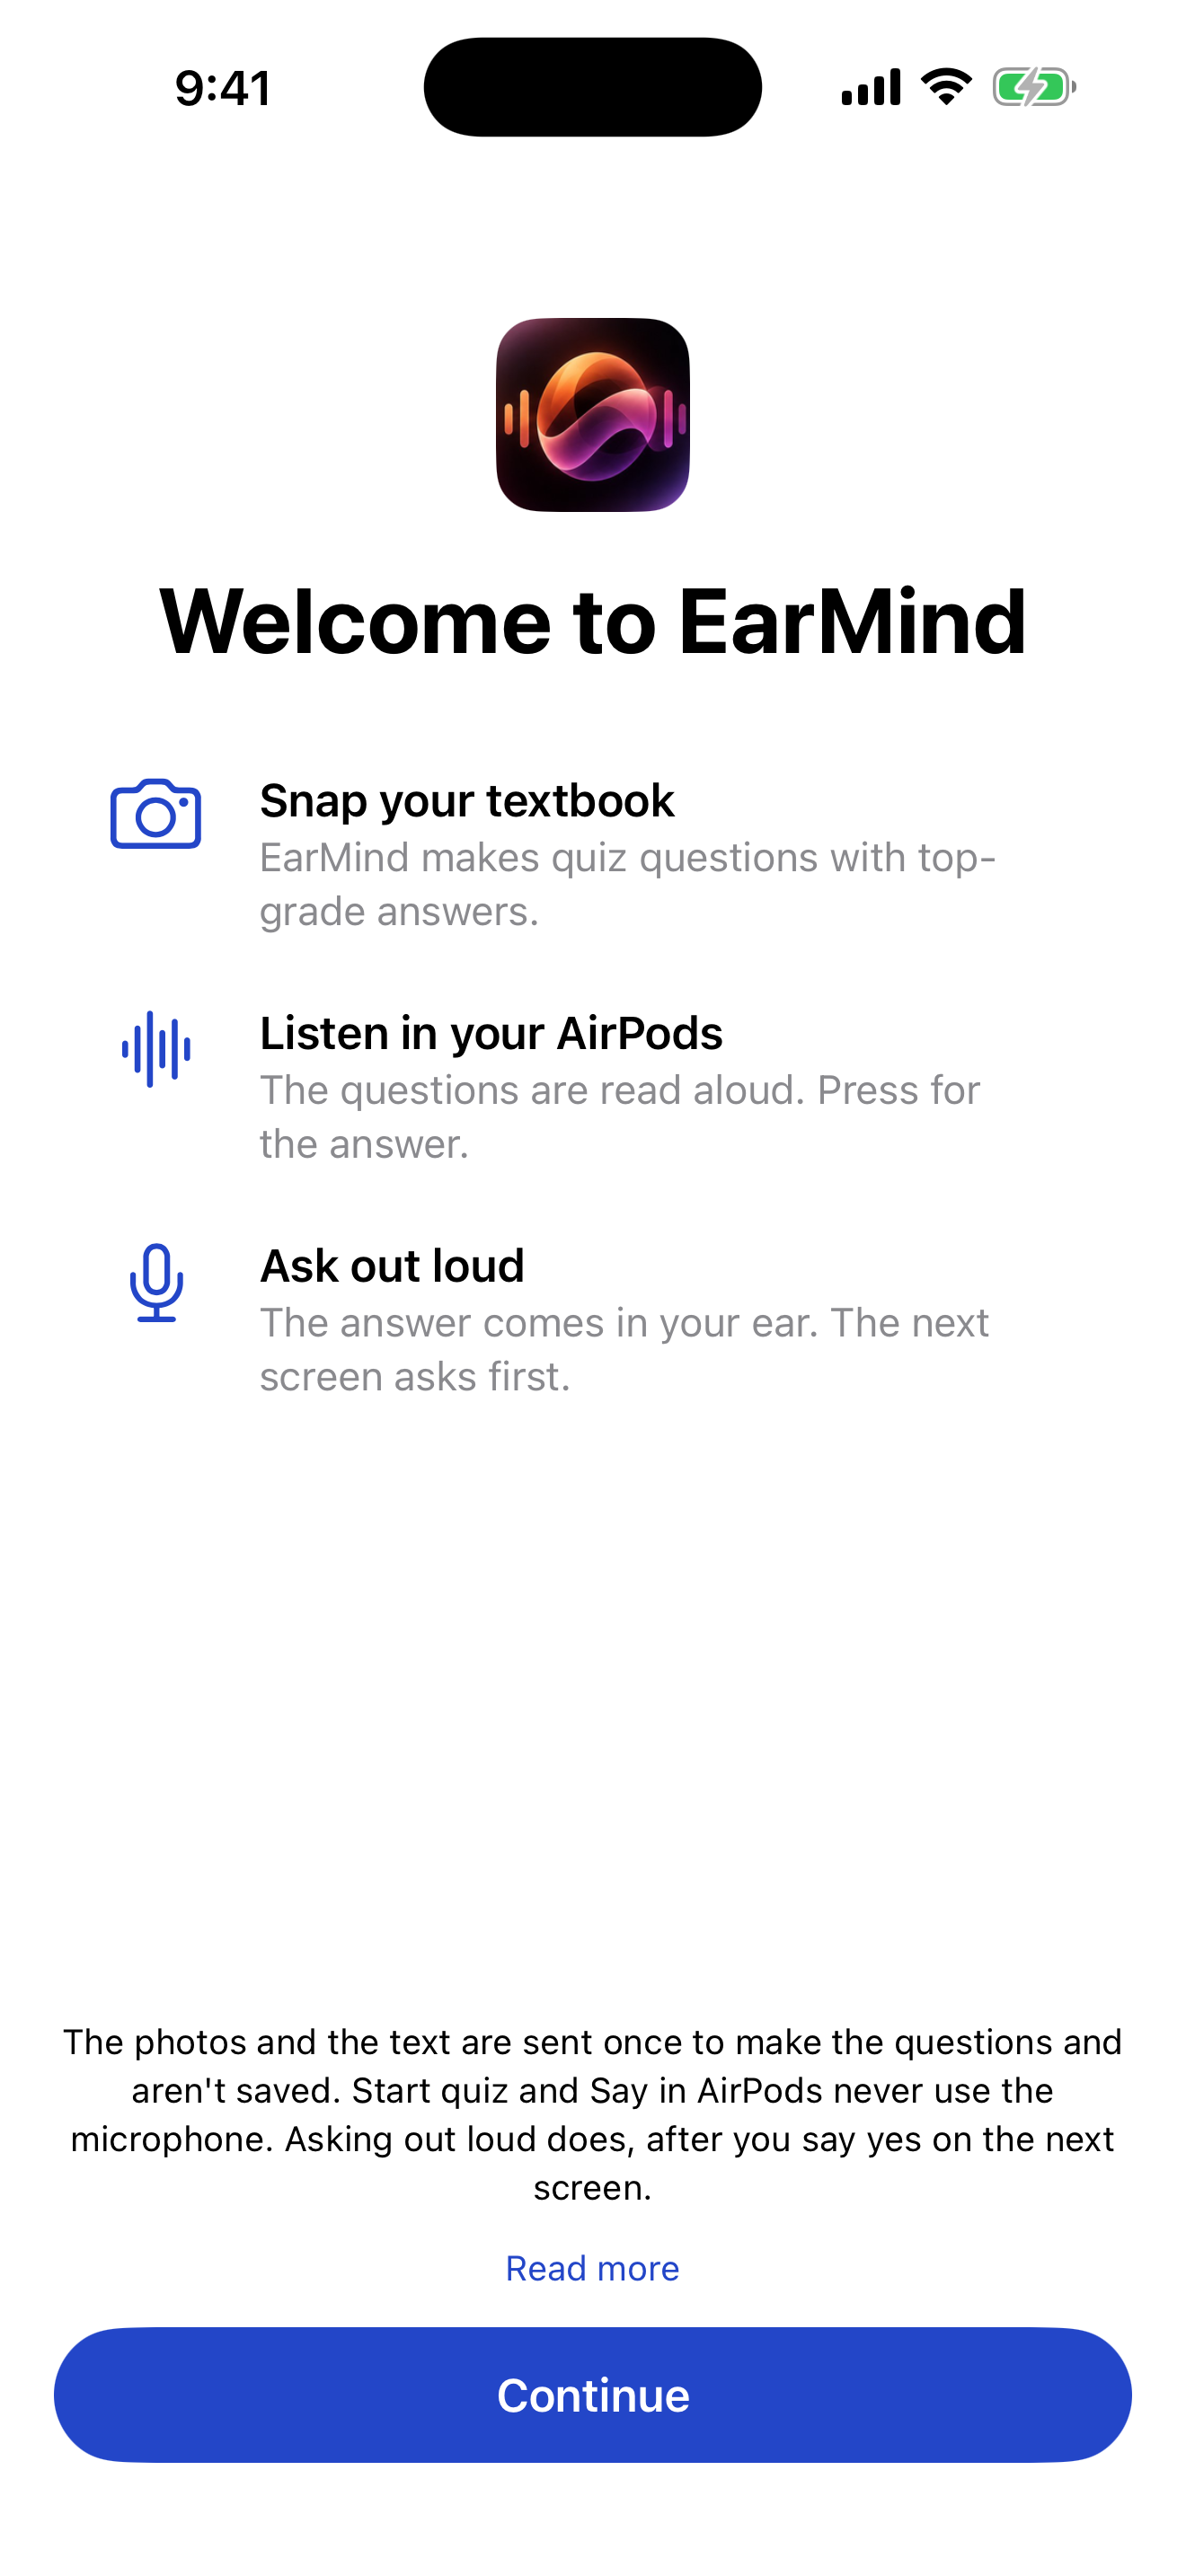 9:41
Welcome to EarMind
Snap your textbook
EarMind makes quiz questions with top-
grade answers.
Listen in your AirPods
The questions are read aloud. Press for
the answer.
Ask out loud
The answer comes in your ear. The next
screen asks first.
The photos and the text are sent once to make the questions and
aren't saved. Start quiz and Say in AirPods never use the
microphone. Asking out loud does, after you say yes on the next
screen.
Read more
Continue